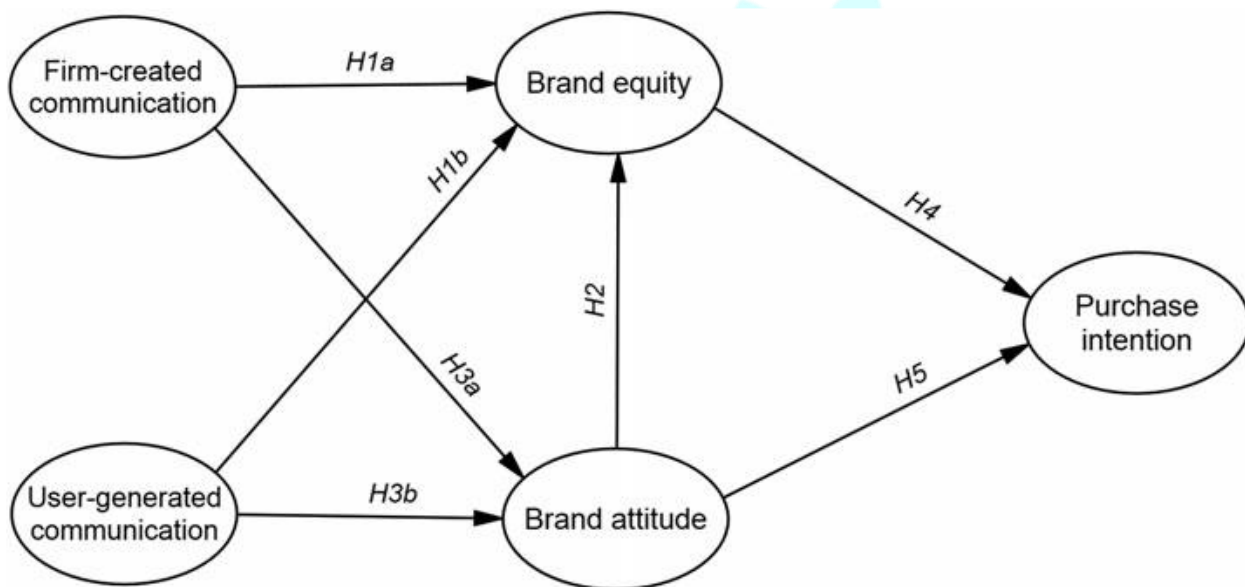 Firm-created
communication
H1a
Brand equity
H1b
H4
H2
Purchase
intention
H3a
H5
User-generated
communication
H3b
Brand attitude